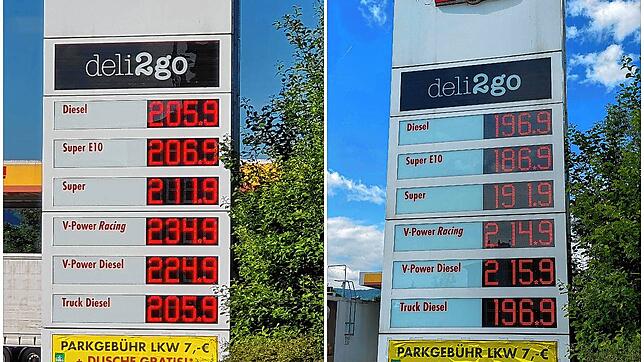 deli2go
Diesel 205.9
Super E10 206.9
Super 211.9
V-Power Racing 234.9
V-Power Diesel 224.9
Truck Diesel 205.9
PARKGEBÜHR LKW 7,-€
+ DUSCHE GRATIS!
deli2go
Diesel 196.9
Super E10 186.9
Super 191.9
V-Power Racing 214.9
V-Power Diesel 215.9
Truck Diesel 196.9
PARKGEBÜHR LKW 7,-€